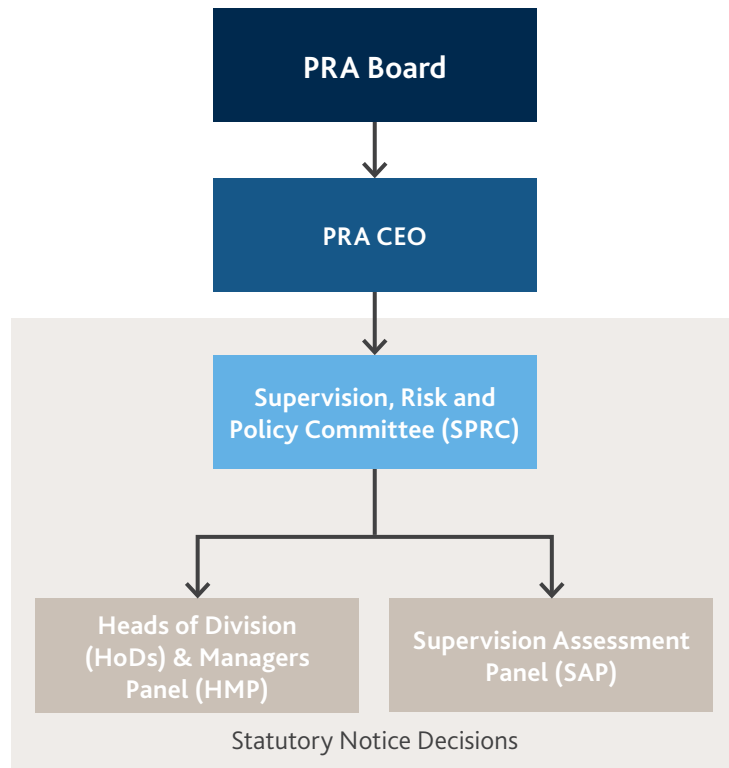 PRA Board
PRA CEO
Supervision, Risk and
Policy Committee (SPRC)
Heads of Division
(HoDs) & Managers
Panel (HMP)
Supervision Assessment
Panel (SAP)
Statutory Notice Decisions